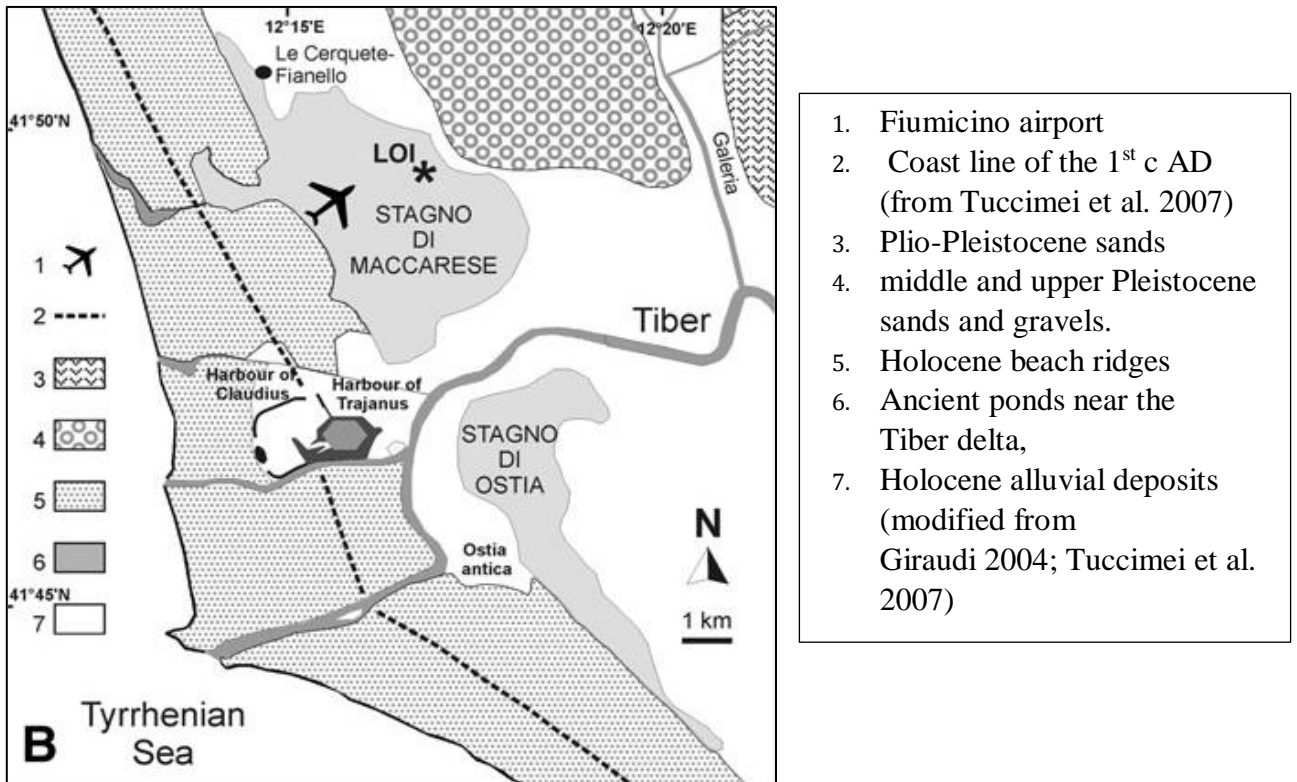 12°15'E
12°20'E
Le Cerquete-
Fianello
41°50'N
LOI
*
Galeria
STAGNO
DI
MACCARESE
1
2
3
4
5
6
7
Tiber
Harbour of
Claudius
Harbour of
Trajanus
STAGNO
DI
OSTIA
N
Ostia
antica
41°45'N
1 km
Tyrrhenian
Sea
B
1. Fiumicino airport
2. Coast line of the 1st c AD
(from Tuccimei et al. 2007)
3. Plio-Pleistocene sands
4. middle and upper Pleistocene
sands and gravels.
5. Holocene beach ridges
6. Ancient ponds near the
Tiber delta,
7. Holocene alluvial deposits
(modified from
Giraudi 2004; Tuccimei et al.
2007)